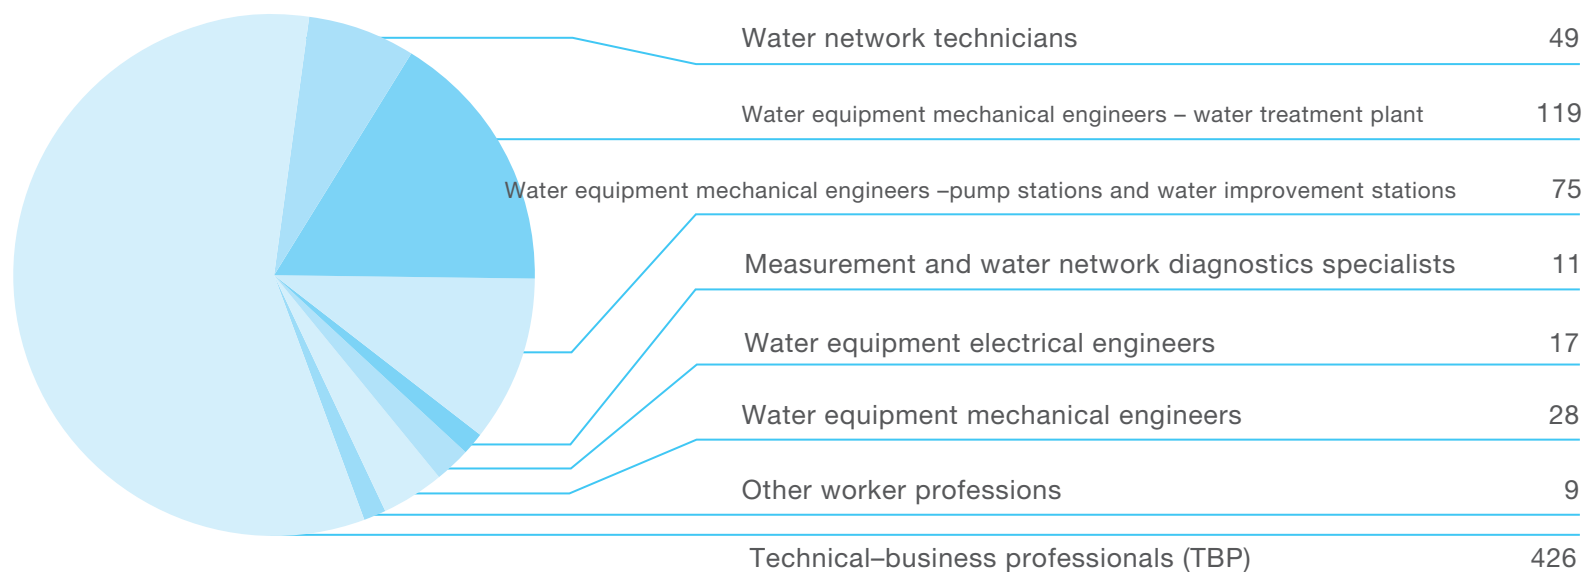 Water network technicians 49
Water equipment mechanical engineers – water treatment plant 119
Water equipment mechanical engineers –pump stations and water improvement stations 75
Measurement and water network diagnostics specialists 11
Water equipment electrical engineers 17
Water equipment mechanical engineers 28
Other worker professions 9
Technical–business professionals (TBP) 426